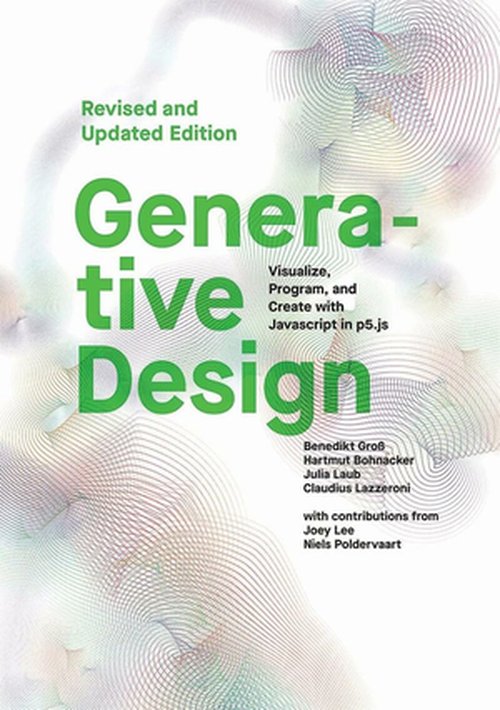 Revised and
Updated Edition
Genera-
tive
Design
Visualize,
Program, and
Create with
Javascript in p5.js
Benedikt Groß
Hartmut Bohnacker
Julia Laub
Claudius Lazzeroni
with contributions from
Joey Lee
Niels Poldervaart